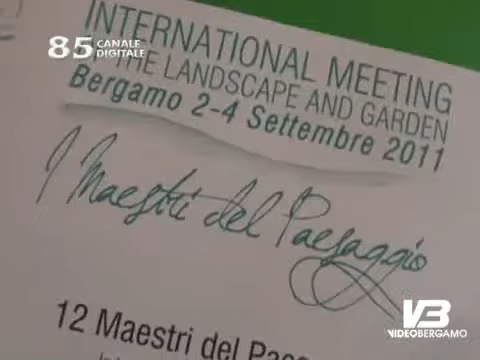 85 CANALE
DIGITALE
INTERNATIONAL MEETING
OF THE LANDSCAPE AND GARDEN
Bergamo 2-4 Settembre 2011
I Maestri del Paesaggio
12 Maestri del
VB
VIDEOBERGAMO